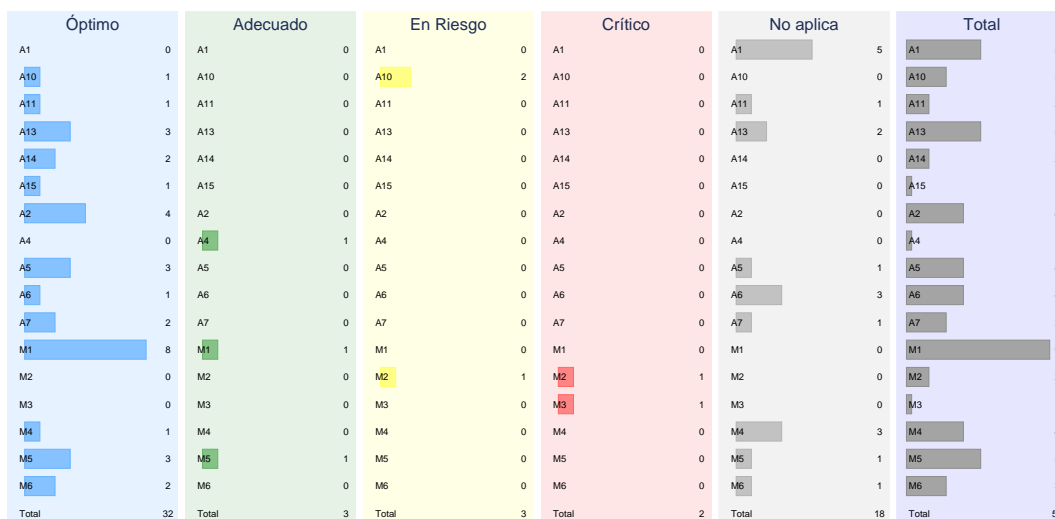 Óptimo Adecuado En Riesgo Crítico No aplica Total
A1 0 A1 0 A1 0 A1 0 A1 5 A1
A10 1 A10 0 A10 2 A10 0 A10 0 A10
A11 1 A11 0 A11 0 A11 0 A11 1 A11
A13 3 A13 0 A13 0 A13 0 A13 2 A13
A14 2 A14 0 A14 0 A14 0 A14 0 A14
A15 1 A15 0 A15 0 A15 0 A15 0 A15
A2 4 A2 0 A2 0 A2 0 A2 0 A2
A4 0 A4 1 A4 0 A4 0 A4 0 A4
A5 3 A5 0 A5 0 A5 0 A5 1 A5
A6 1 A6 0 A6 0 A6 0 A6 3 A6
A7 2 A7 0 A7 0 A7 0 A7 1 A7
M1 8 M1 1 M1 0 M1 0 M1 0 M1
M2 0 M2 0 M2 1 M2 1 M2 0 M2
M3 0 M3 0 M3 0 M3 1 M3 0 M3
M4 1 M4 0 M4 0 M4 0 M4 3 M4
M5 3 M5 1 M5 0 M5 0 M5 1 M5
M6 2 M6 0 M6 0 M6 0 M6 1 M6
Total 32 Total 3 Total 3 Total 2 Total 18 Total